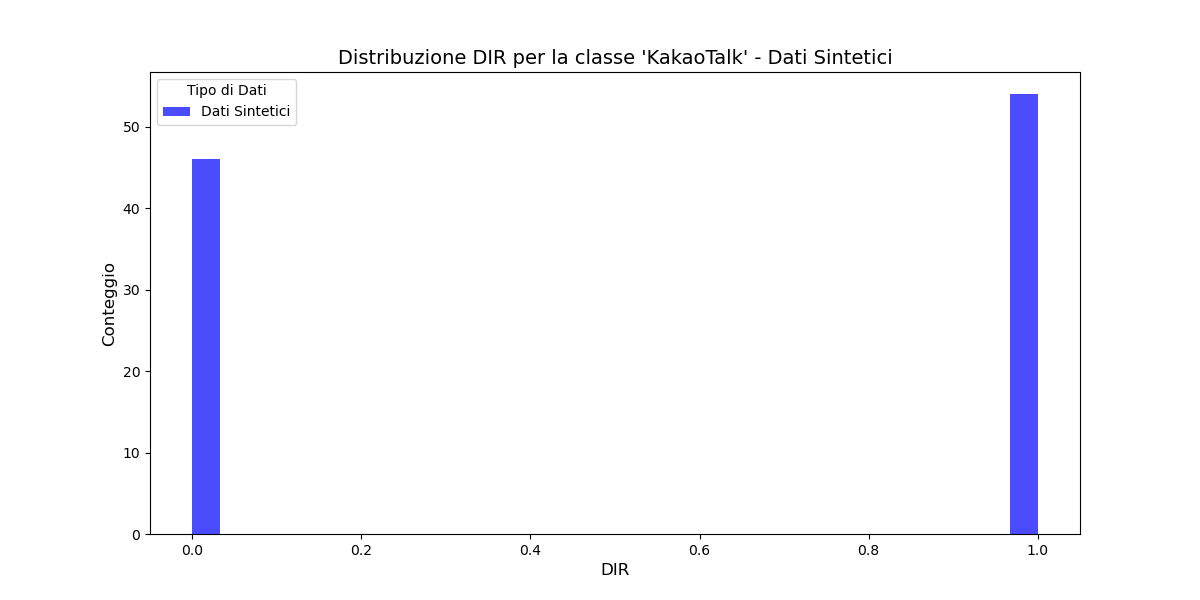 Distribuzione DIR per la classe 'KakaoTalk' - Dati Sintetici
Tipo di Dati
Dati Sintetici
Conteggio
50
40
30
20
10
0
0.0 0.2 0.4 0.6 0.8 1.0
DIR